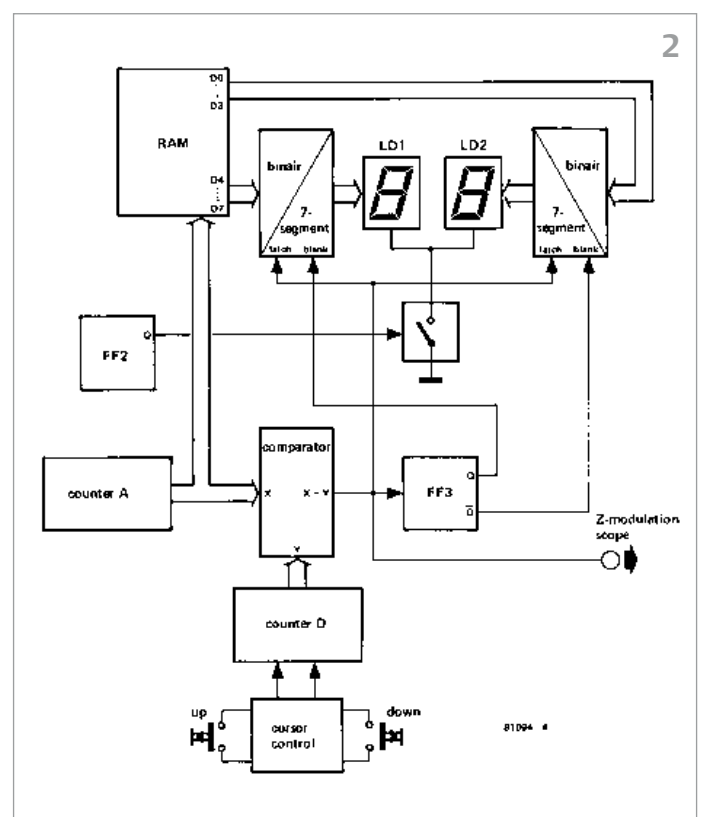 2
D0
D3
RAM
D4
D7
LD1
LD2
binair
7-
segment
latch blank
binair
7-
segment
latch blank
FF2
comparator
counter A
X
X - Y
Y
FF3
Q
Z-modulation
scope
counter D
up
down
cursor
control
81094